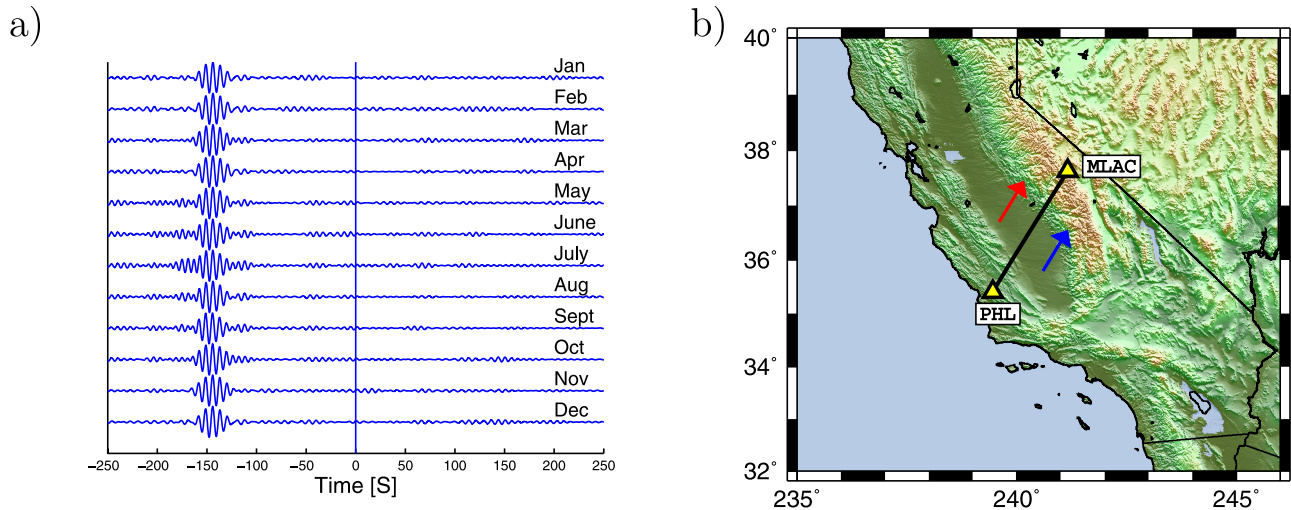 a)
Jan
Feb
Mar
Apr
May
June
July
Aug
Sept
Oct
Nov
Dec
−250 −200 −150 −100 −50 0 50 100 150 200 250
Time [S]
b)
40˚
38˚
36˚
34˚
32˚
235˚ 240˚ 245˚
MLAC
PHL